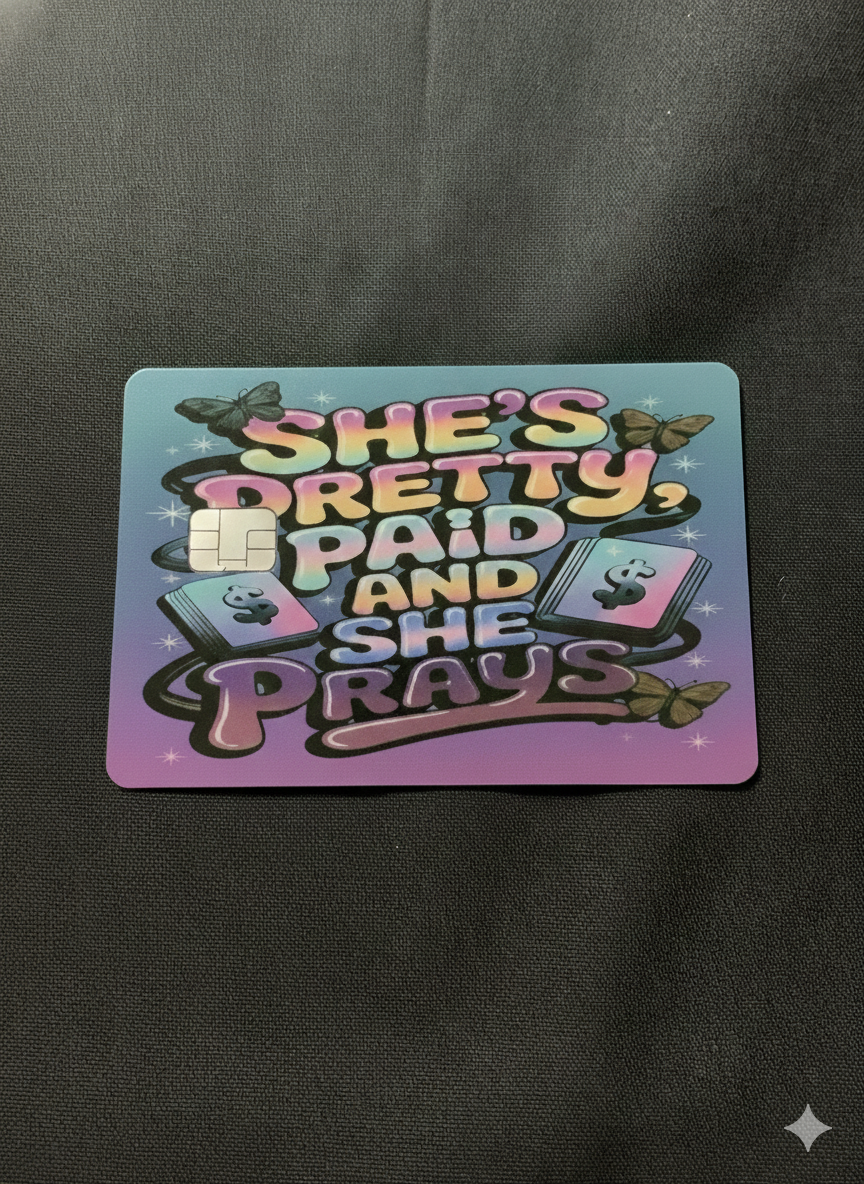 SHE'S
PRETTY,
PAiD
AND
SHE
PRAYS
$
$